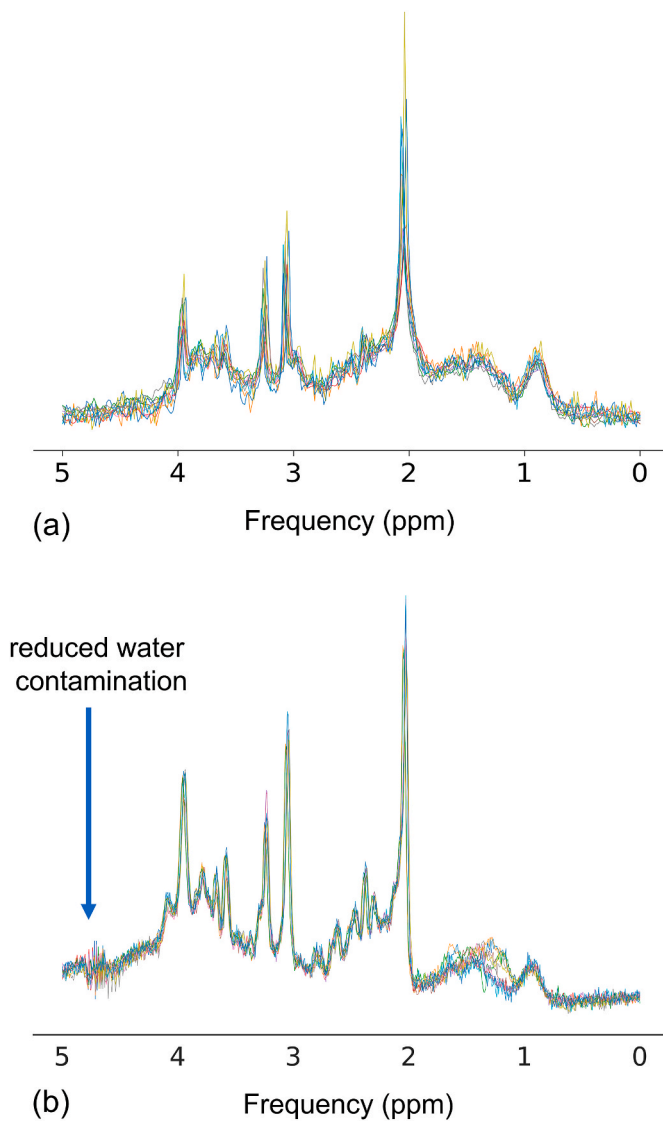 5 4 3 2 1 0
(a) Frequency (ppm)
reduced water
contamination
5 4 3 2 1 0
(b) Frequency (ppm)